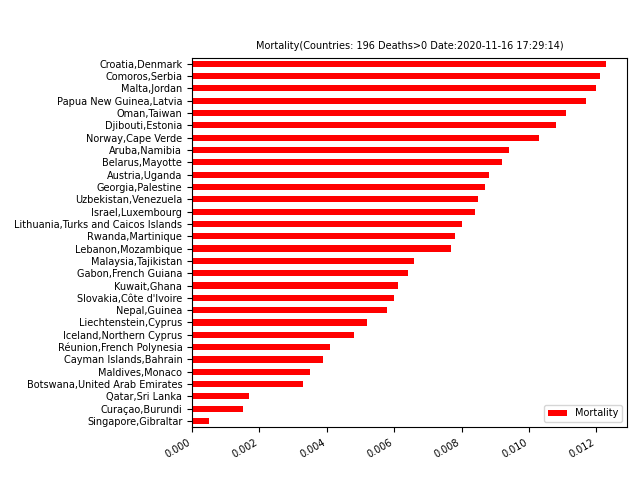 Mortality(Countries: 196 Deaths>0 Date:2020-11-16 17:29:14)
Croatia,Denmark
Comoros,Serbia
Malta,Jordan
Papua New Guinea,Latvia
Oman,Taiwan
Djibouti,Estonia
Norway,Cape Verde
Aruba,Namibia
Belarus,Mayotte
Austria,Uganda
Georgia,Palestine
Uzbekistan,Venezuela
Israel,Luxembourg
Lithuania,Turks and Caicos Islands
Rwanda,Martinique
Lebanon,Mozambique
Malaysia,Tajikistan
Gabon,French Guiana
Kuwait,Ghana
Slovakia,Côte d'Ivoire
Nepal,Guinea
Liechtenstein,Cyprus
Iceland,Northern Cyprus
Réunion,French Polynesia
Cayman Islands,Bahrain
Maldives,Monaco
Botswana,United Arab Emirates
Qatar,Sri Lanka
Curaçao,Burundi
Singapore,Gibraltar
Mortality
0.000 0.002 0.004 0.006 0.008 0.010 0.012